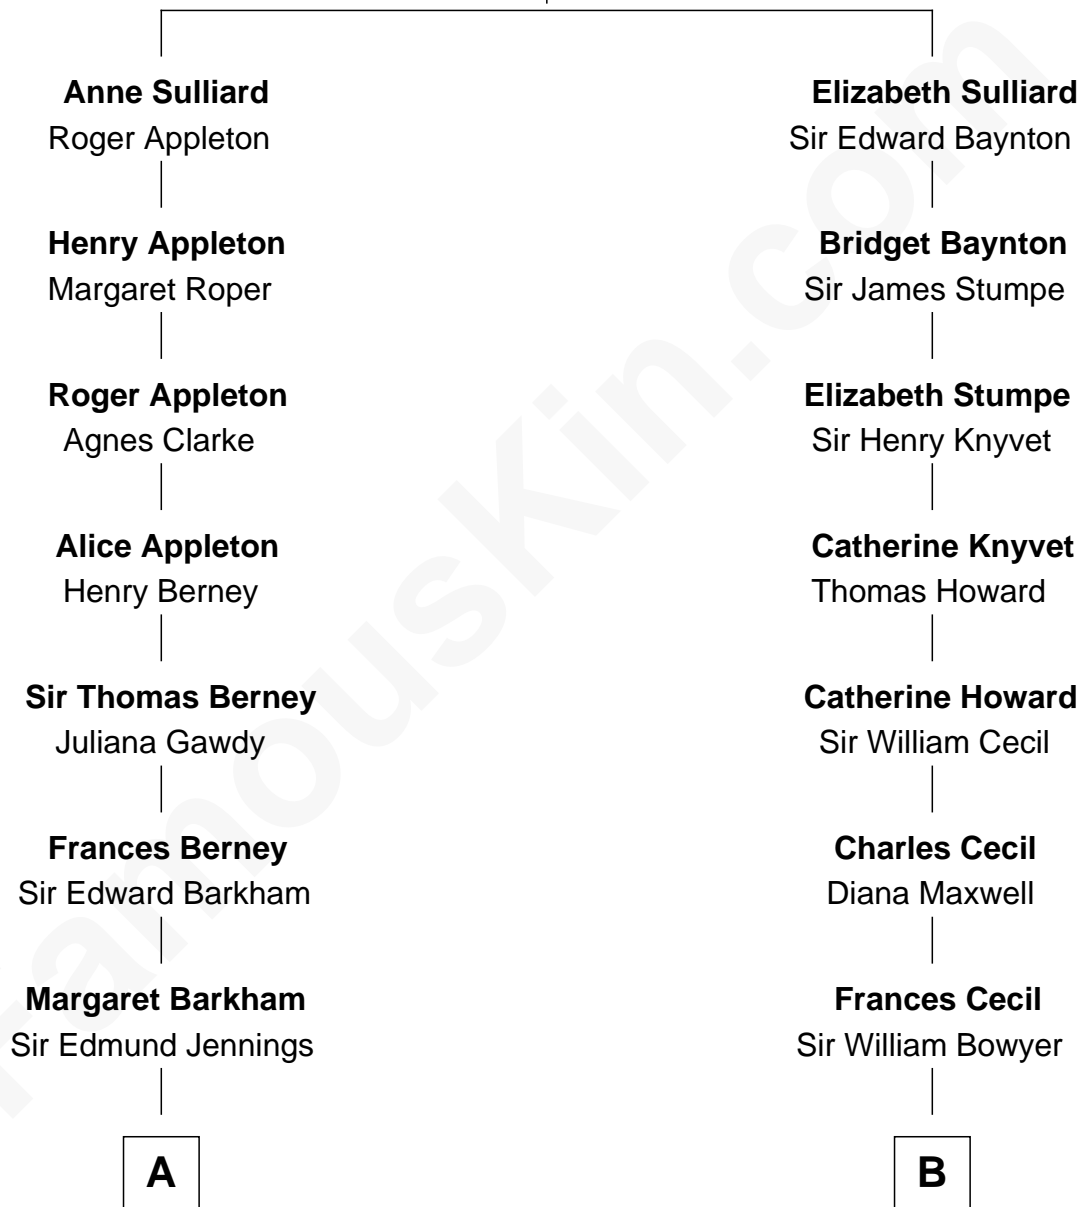 Anne Sulliard
Roger Appleton
Henry Appleton
Margaret Roper
Roger Appleton
Agnes Clarke
Alice Appleton
Henry Berney
Sir Thomas Berney
Juliana Gawdy
Frances Berney
Sir Edward Barkham
Margaret Barkham
Sir Edmund Jennings
A
Elizabeth Sulliard
Sir Edward Baynton
Bridget Baynton
Sir James Stumpe
Elizabeth Stumpe
Sir Henry Knyvet
Catherine Knyvet
Thomas Howard
Catherine Howard
Sir William Cecil
Charles Cecil
Diana Maxwell
Frances Cecil
Sir William Bowyer
B
FamousKin.com